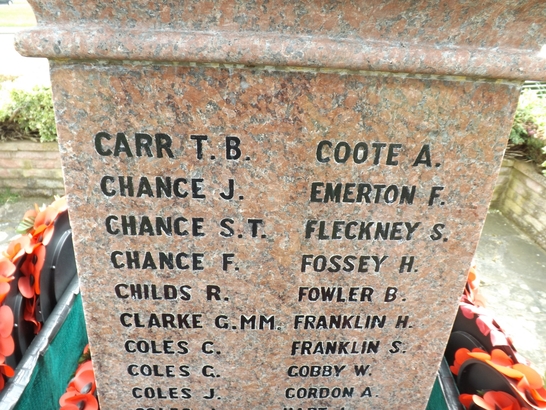 CARR T. B.
CHANCE J.
CHANCE S.T.
CHANCE F.
CHILDS R.
CLARKE G. MM.
COLES C.
COLES G.
COLES J.
COOTE A.
EMERTON F.
FLECKNEY S.
FOSSEY H.
FOWLER B.
FRANKLIN H.
FRANKLIN S.
GOBBY W.
GORDON A.